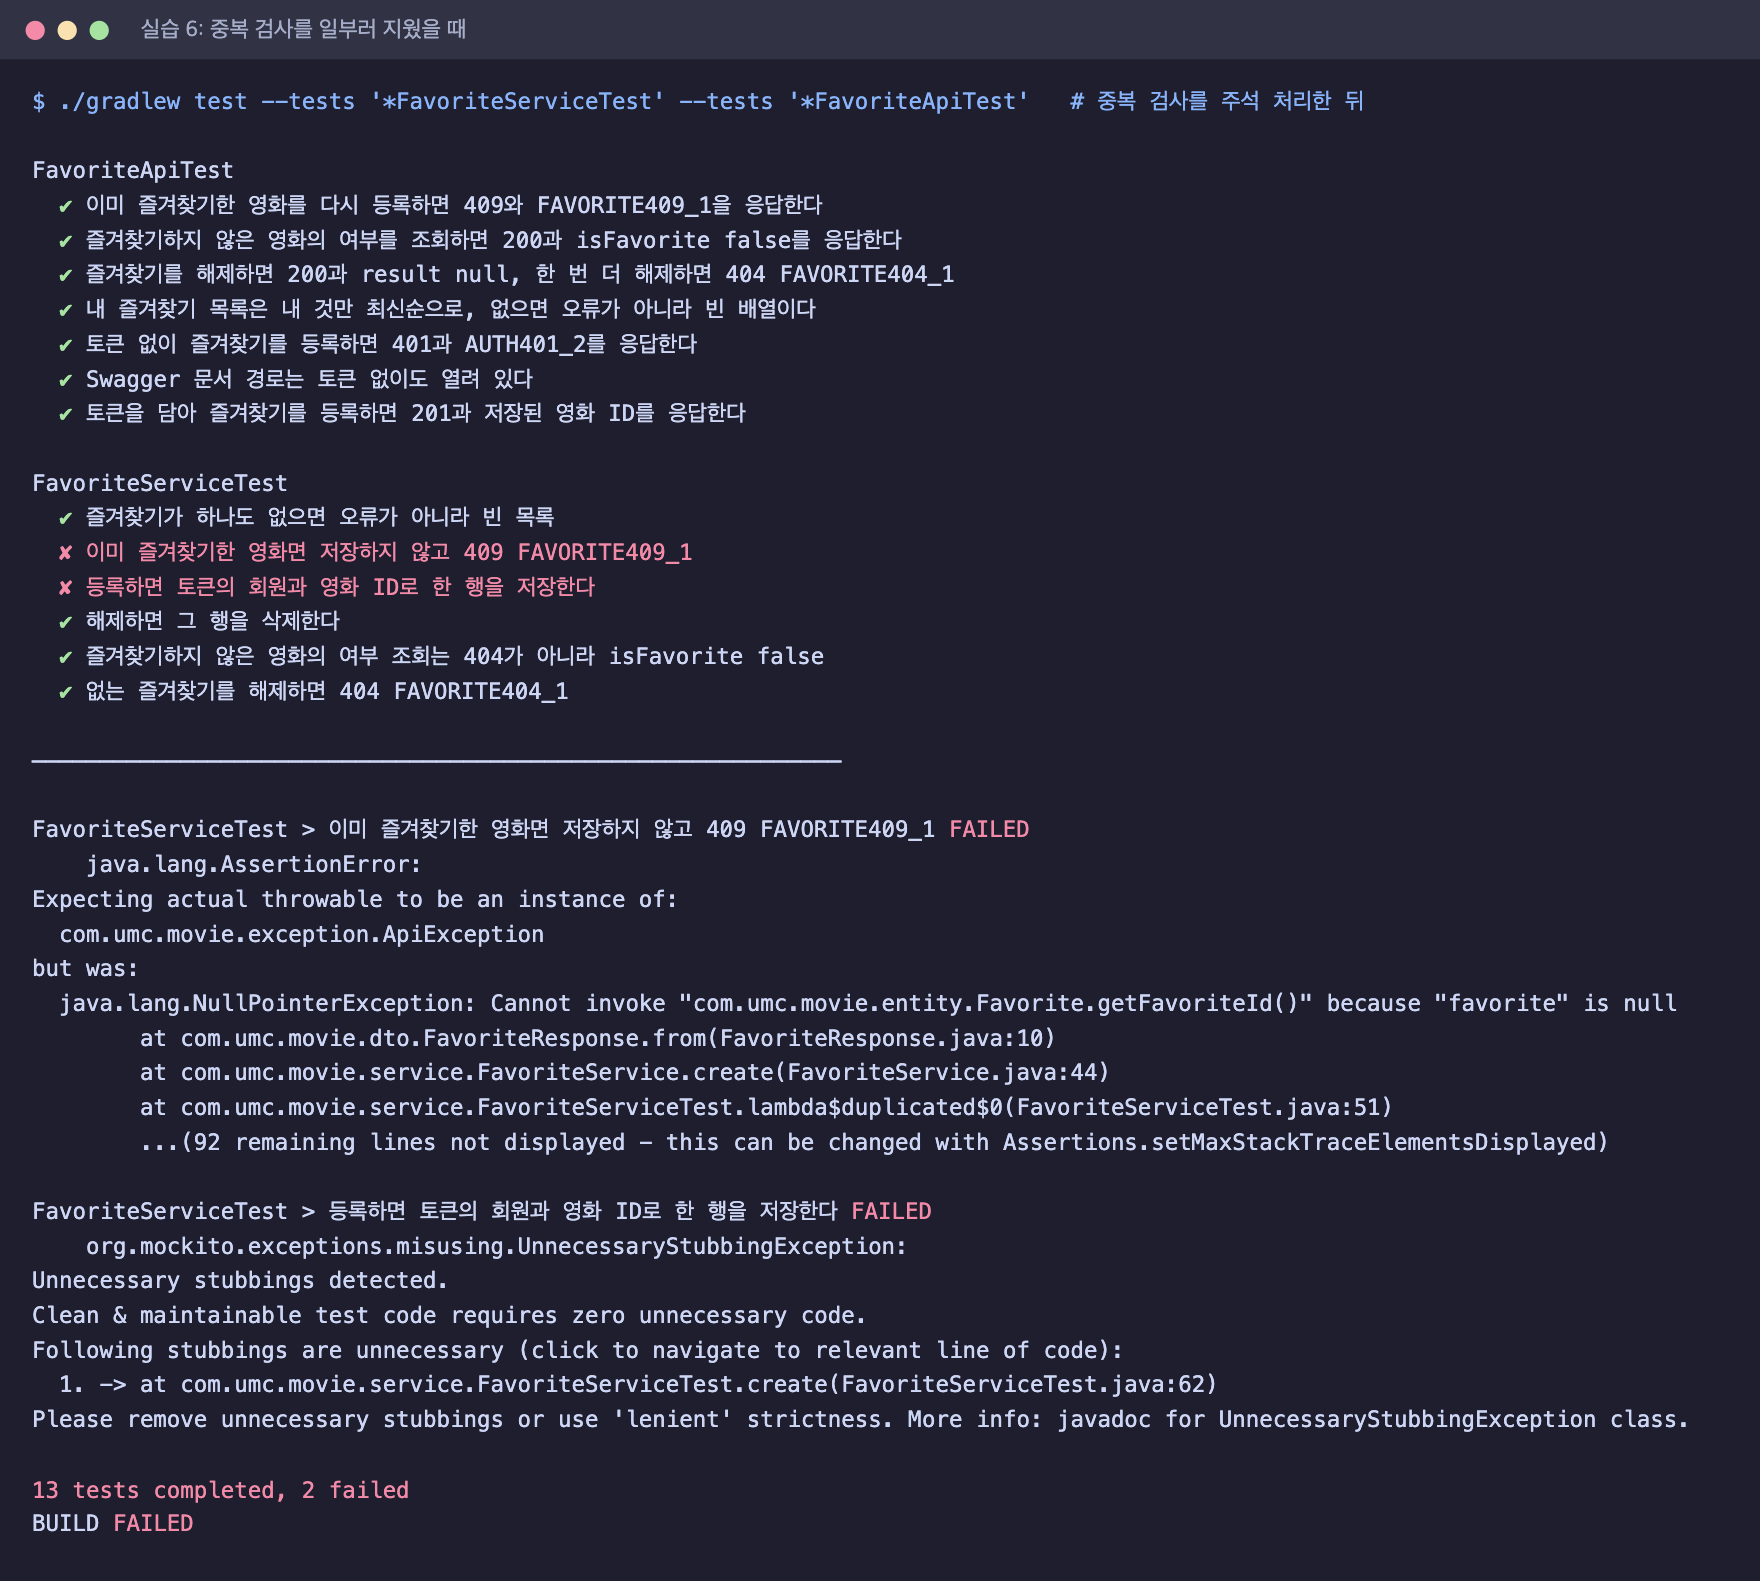 실습 6: 중복 검사를 일부러 지웠을 때
$ ./gradlew test --tests '*FavoriteServiceTest' --tests '*FavoriteApiTest'   # 중복 검사를 주석 처리한 뒤
FavoriteApiTest
✔ 이미 즐겨찾기한 영화를 다시 등록하면 409와 FAVORITE409_1을 응답한다
✔ 즐겨찾기하지 않은 영화의 여부를 조회하면 200과 isFavorite false를 응답한다
✔ 즐겨찾기를 해제하면 200과 result null, 한 번 더 해제하면 404 FAVORITE404_1
✔ 내 즐겨찾기 목록은 내 것만 최신순으로, 없으면 오류가 아니라 빈 배열이다
✔ 토큰 없이 즐겨찾기를 등록하면 401과 AUTH401_2를 응답한다
✔ Swagger 문서 경로는 토큰 없이도 열려 있다
✔ 토큰을 담아 즐겨찾기를 등록하면 201과 저장된 영화 ID를 응답한다
FavoriteServiceTest
✔ 즐겨찾기가 하나도 없으면 오류가 아니라 빈 목록
✘ 이미 즐겨찾기한 영화면 저장하지 않고 409 FAVORITE409_1
✘ 등록하면 토큰의 회원과 영화 ID로 한 행을 저장한다
✔ 해제하면 그 행을 삭제한다
✔ 즐겨찾기하지 않은 영화의 여부 조회는 404가 아니라 isFavorite false
✔ 없는 즐겨찾기를 해제하면 404 FAVORITE404_1
FavoriteServiceTest > 이미 즐겨찾기한 영화면 저장하지 않고 409 FAVORITE409_1 FAILED
java.lang.AssertionError:
Expecting actual throwable to be an instance of:
com.umc.movie.exception.ApiException
but was:
java.lang.NullPointerException: Cannot invoke "com.umc.movie.entity.Favorite.getFavoriteId()" because "favorite" is null
at com.umc.movie.dto.FavoriteResponse.from(FavoriteResponse.java:10)
at com.umc.movie.service.FavoriteService.create(FavoriteService.java:44)
at com.umc.movie.service.FavoriteServiceTest.lambda$duplicated$0(FavoriteServiceTest.java:51)
...(92 remaining lines not displayed - this can be changed with Assertions.setMaxStackTraceElementsDisplayed)
FavoriteServiceTest > 등록하면 토큰의 회원과 영화 ID로 한 행을 저장한다 FAILED
org.mockito.exceptions.misusing.UnnecessaryStubbingException:
Unnecessary stubbings detected.
Clean & maintainable test code requires zero unnecessary code.
Following stubbings are unnecessary (click to navigate to relevant line of code):
1. -> at com.umc.movie.service.FavoriteServiceTest.create(FavoriteServiceTest.java:62)
Please remove unnecessary stubbings or use 'lenient' strictness. More info: javadoc for UnnecessaryStubbingException class.
13 tests completed, 2 failed
BUILD FAILED